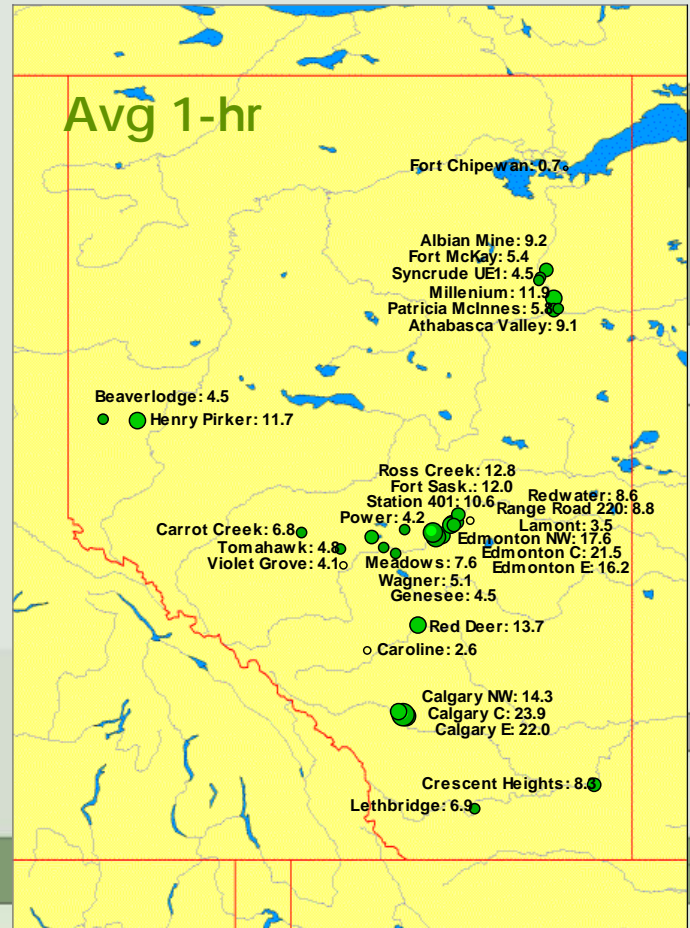 Avg 1-hr
Fort Chipewan: 0.7
Albian Mine: 9.2
Fort McKay: 5.4
Syncrude UE1: 4.5
Millenium: 11.9
Patricia McInnes: 5.8
Athabasca Valley: 9.1
Beaverlodge: 4.5
Henry Pirker: 11.7
Ross Creek: 12.8
Fort Sask.: 12.0
Station 401: 10.6
Redwater: 8.6
Range Road 220: 8.8
Power: 4.2
Lamont: 3.5
Carrot Creek: 6.8
Edmonton NW: 17.6
Tomahawk: 4.8
Edmonton C: 21.5
Violet Grove: 4.1
Meadows: 7.6
Edmonton E: 16.2
Wagner: 5.1
Genesee: 4.5
Red Deer: 13.7
Caroline: 2.6
Calgary NW: 14.3
Calgary C: 23.9
Calgary E: 22.0
Crescent Heights: 8.3
Lethbridge: 6.9